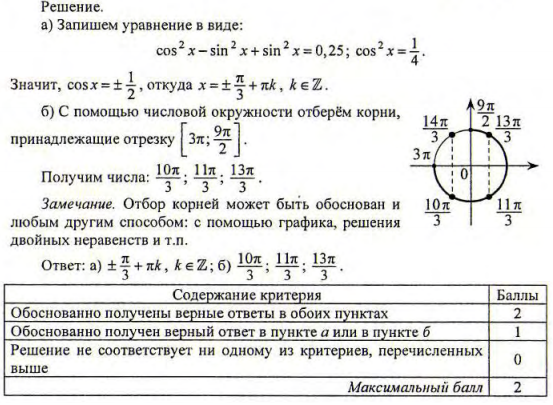 Решение.
а) Запишем уравнение в виде:
cos² x − sin² x + sin² x = 0,25; cos² x = 1/4.
Значит, cos x = ± 1/2, откуда x = ± π/3 + πk, k ∈ ℤ.
б) С помощью числовой окружности отберём корни,
принадлежащие отрезку [3π; 9π/2].
Получим числа: 10π/3; 11π/3; 13π/3.
Замечание. Отбор корней может быть обоснован и
любым другим способом: с помощью графика, решения
двойных неравенств и т.п.
Ответ: а) ± π/3 + πk, k ∈ ℤ; б) 10π/3; 11π/3; 13π/3.
9π/2
14π/3
13π/3
3π
0
10π/3
11π/3
Содержание критерия Баллы
Обоснованно получены верные ответы в обоих пунктах 2
Обоснованно получен верный ответ в пункте а или в пункте б 1
Решение не соответствует ни одному из критериев, перечисленных
выше 0
Максимальный балл 2